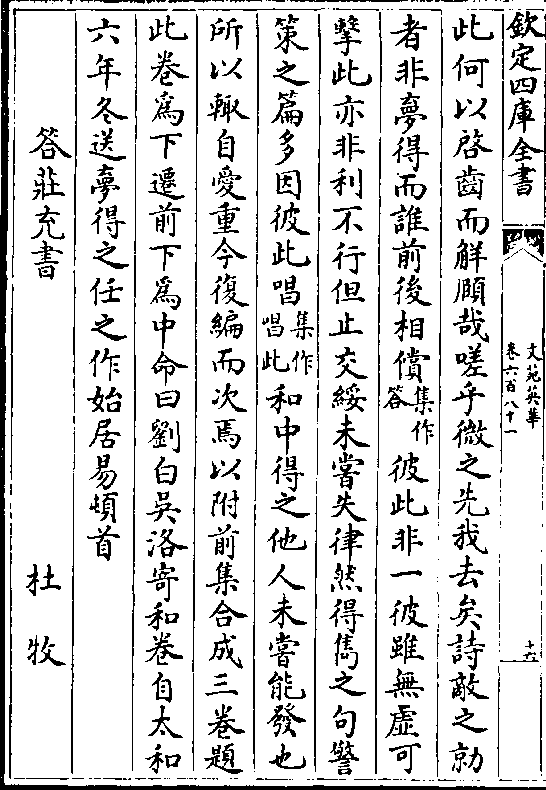 欽定四庫全書
文苑英華
卷六百八十一
十六
此何以啓齒而解頤哉嗟乎微之先我去矣詩敵之勍
者非夢得而誰前後相償集作答彼此非一彼雖無虛可
擊此亦非利不行但止交綏未嘗失律然得雋之句警
策之篇多因彼此唱集作唱此和中得之他人未嘗能發也
所以輙自愛重今復編而次焉以附前集合成三卷題
此卷爲下遷前下爲中命曰劉白吳洛寄和卷自太和
六年冬送夢得之任之作始居易頓首
答莊充書 杜牧